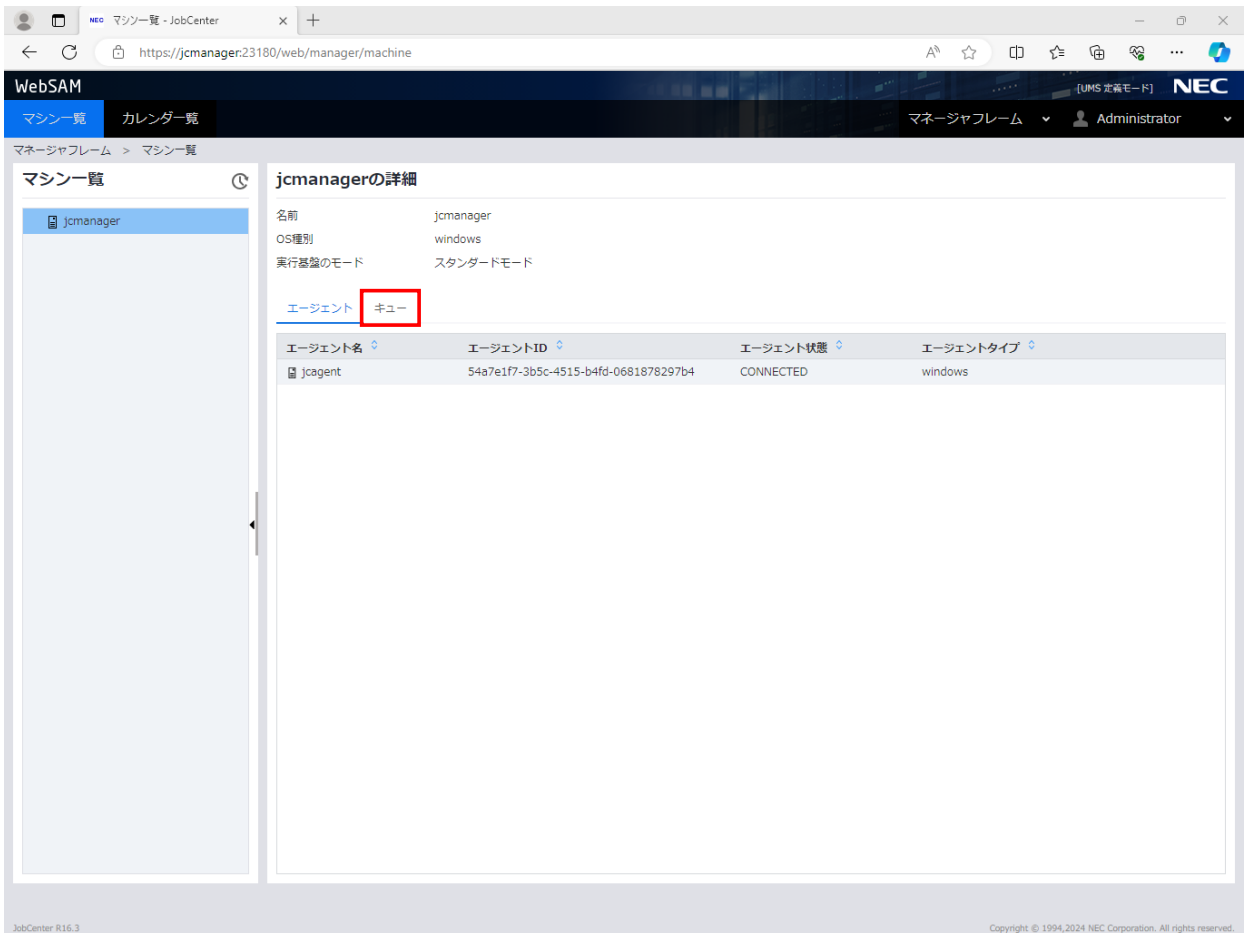 NEC マシン一覧 - JobCenter
https://jcmanager:23180/web/manager/machine
WebSAM
[UMS 定義モード] NEC
マシン一覧 カレンダ一覧 マネージャフレーム Administrator
マネージャフレーム > マシン一覧
マシン一覧
jcmanager
jcmanagerの詳細
名前 jcmanager
OS種別 windows
実行基盤のモード スタンダードモード
エージェント キュー
エージェント名 エージェントID エージェント状態 エージェントタイプ
jcagent 54a7e1f7-3b5c-4515-b4fd-0681878297b4 CONNECTED windows
JobCenter R16.3 Copyright © 1994,2024 NEC Corporation. All rights reserved.